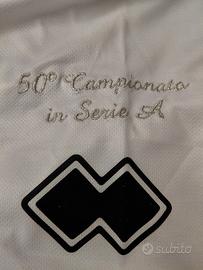 50° Campionato
in Serie A
subito